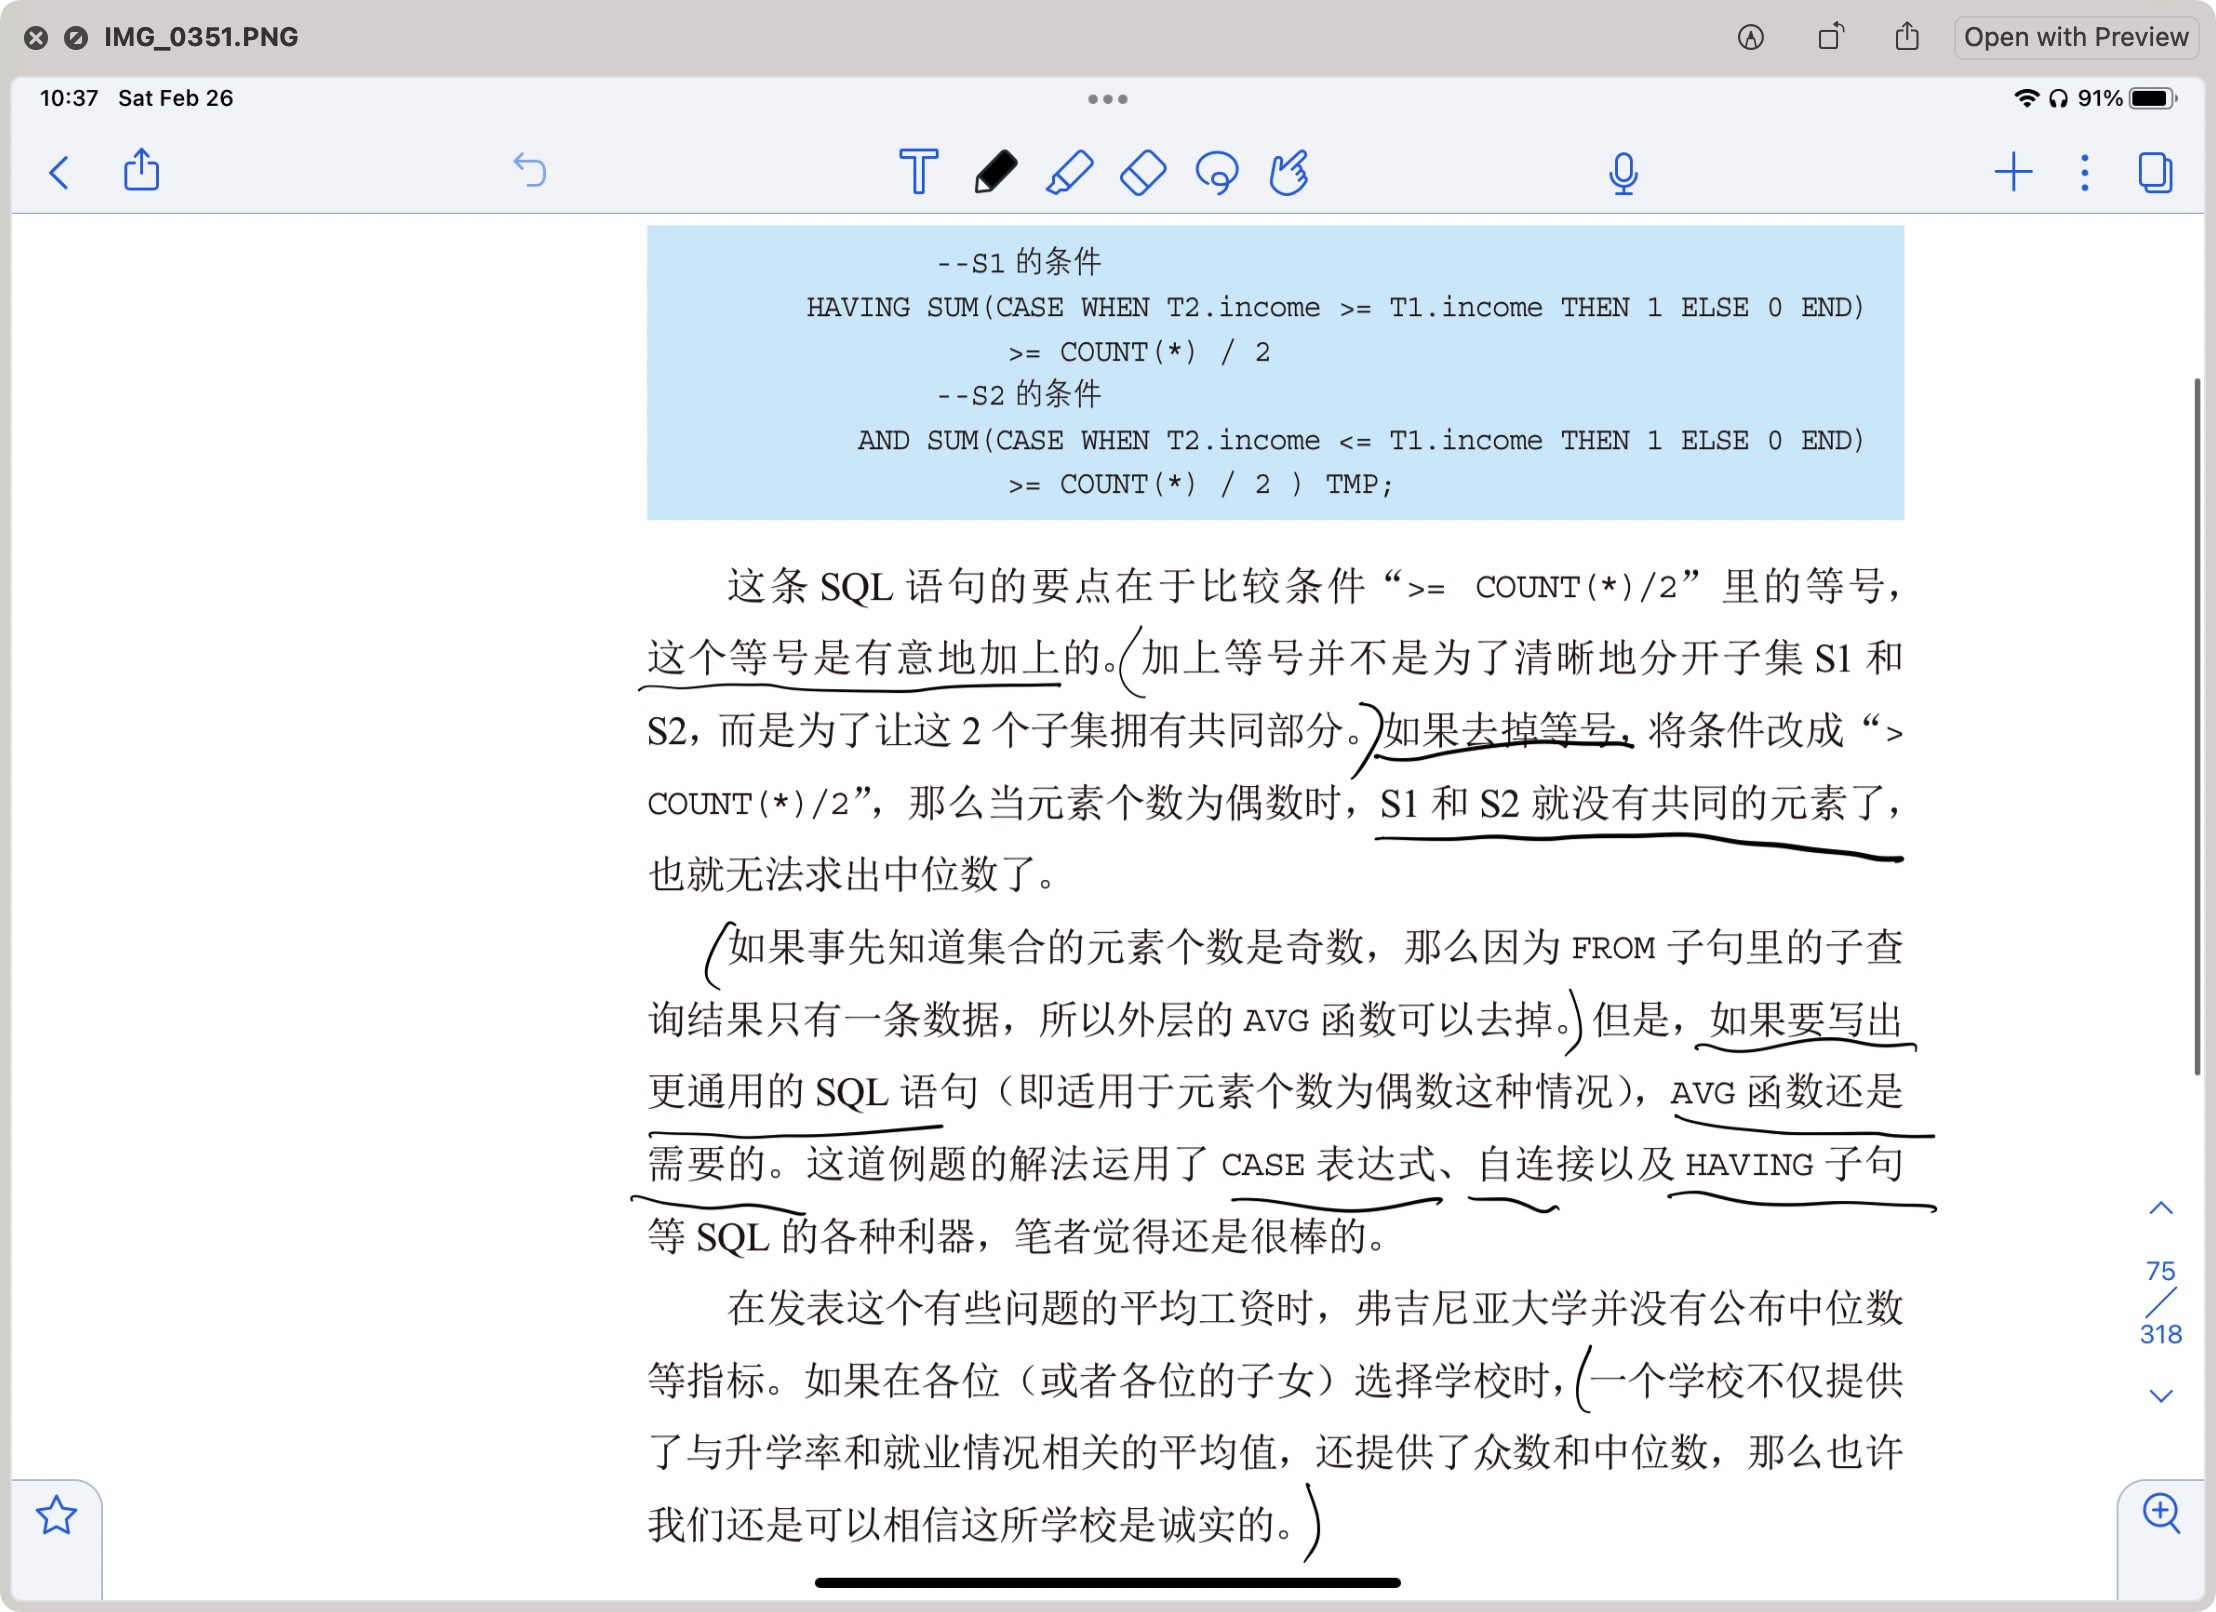 IMG_0351.PNG
Open with Preview
10:37 Sat Feb 26
91%
--S1 的条件
HAVING SUM(CASE WHEN T2.income >= T1.income THEN 1 ELSE 0 END)
>= COUNT(*) / 2
--S2 的条件
AND SUM(CASE WHEN T2.income <= T1.income THEN 1 ELSE 0 END)
>= COUNT(*) / 2 ) TMP;
这条 SQL 语句的要点在于比较条件“>= COUNT(*)/2”里的等号，
这个等号是有意地加上的。加上等号并不是为了清晰地分开子集 S1 和
S2，而是为了让这 2 个子集拥有共同部分。如果去掉等号，将条件改成“>
COUNT(*)/2”，那么当元素个数为偶数时，S1 和 S2 就没有共同的元素了，
也就无法求出中位数了。
如果事先知道集合的元素个数是奇数，那么因为 FROM 子句里的子查
询结果只有一条数据，所以外层的 AVG 函数可以去掉。但是，如果要写出
更通用的 SQL 语句（即适用于元素个数为偶数这种情况），AVG 函数还是
需要的。这道例题的解法运用了 CASE 表达式、自连接以及 HAVING 子句
等 SQL 的各种利器，笔者觉得还是很棒的。
在发表这个有些问题的平均工资时，弗吉尼亚大学并没有公布中位数
等指标。如果在各位（或者各位的子女）选择学校时，一个学校不仅提供
了与升学率和就业情况相关的平均值，还提供了众数和中位数，那么也许
我们还是可以相信这所学校是诚实的。
75
/
318